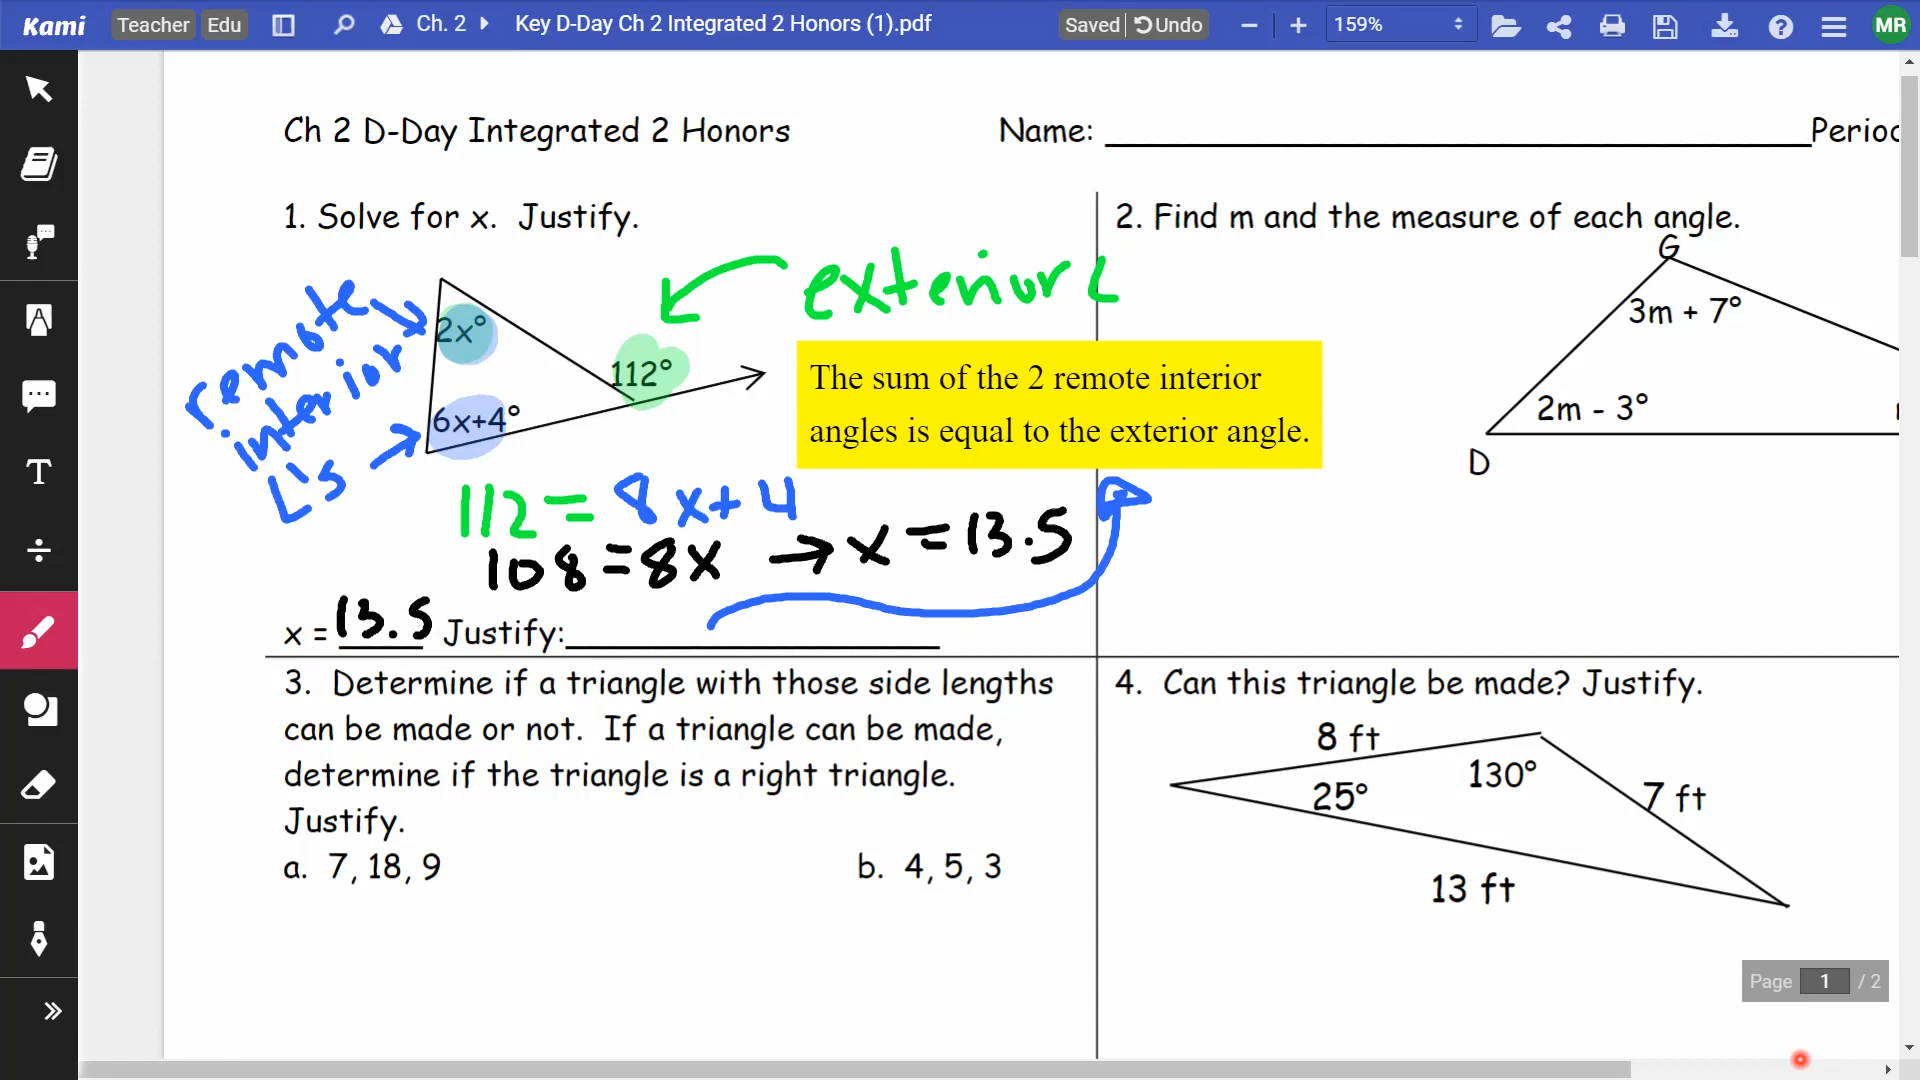 Kami Teacher Edu Ch. 2 Key D-Day Ch 2 Integrated 2 Honors (1).pdf Saved Undo 159% MR
Ch 2 D-Day Integrated 2 Honors Name: Perioc
1. Solve for x. Justify.
exterior
remote
interior
L's
2x°
112°
6x+4°
The sum of the 2 remote interior
angles is equal to the exterior angle.
112 = 8x+4
108 = 8x → x = 13.5
x = 13.5 Justify:
2. Find m and the measure of each angle.
G
3m + 7°
2m - 3°
D
3. Determine if a triangle with those side lengths
can be made or not. If a triangle can be made,
determine if the triangle is a right triangle.
Justify.
a. 7, 18, 9 b. 4, 5, 3
4. Can this triangle be made? Justify.
8 ft
130°
25°
7 ft
13 ft
Page 1 / 2